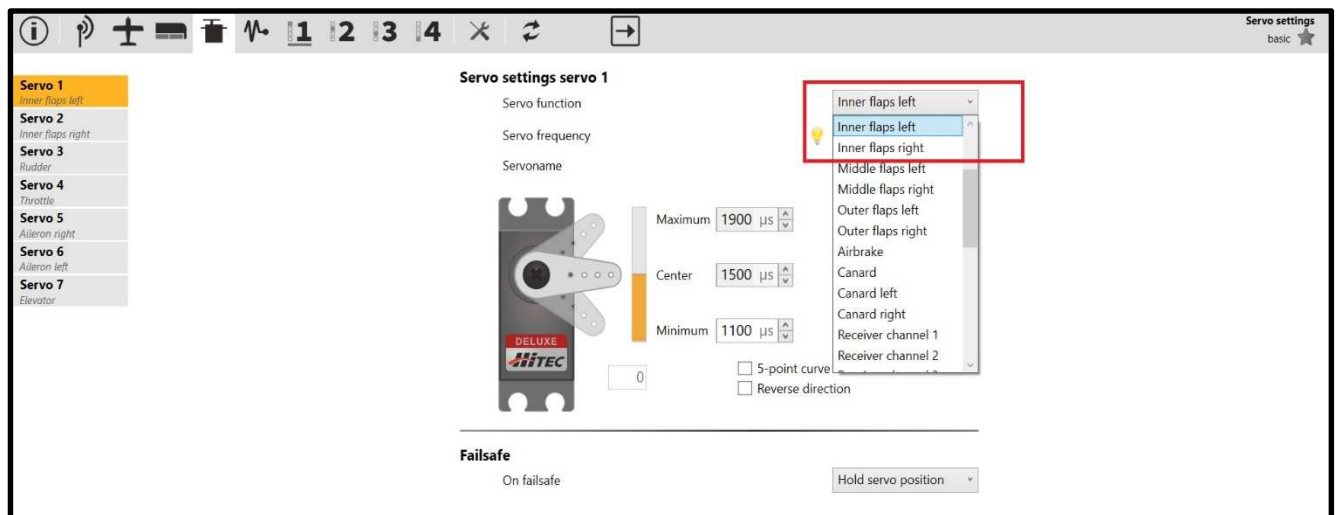 1 2 3 4
Servo settings
basic
Servo 1
Inner flaps left
Servo 2
Inner flaps right
Servo 3
Rudder
Servo 4
Throttle
Servo 5
Aileron right
Servo 6
Aileron left
Servo 7
Elevator
Servo settings servo 1
Servo function
Inner flaps left
Servo frequency
Servoname
Inner flaps left
Inner flaps right
Middle flaps left
Middle flaps right
Outer flaps left
Outer flaps right
Airbrake
Canard
Canard left
Canard right
Receiver channel 1
Receiver channel 2
Maximum 1900 µs
Center 1500 µs
Minimum 1100 µs
DELUXE
HITEC
0
5-point curve
Reverse direction
Failsafe
On failsafe
Hold servo position